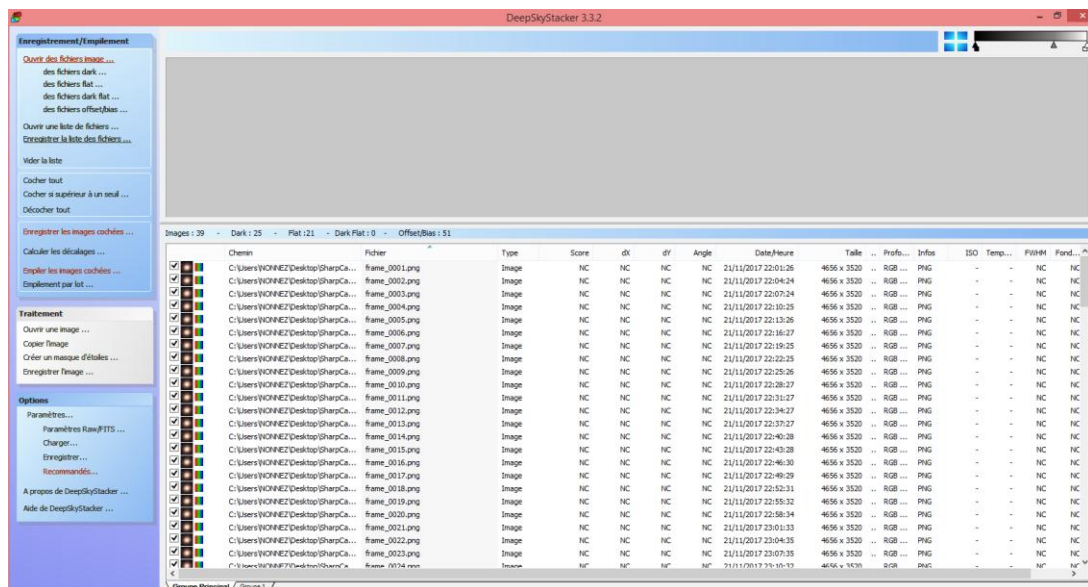 DeepSkyStacker 3.3.2
Enregistrement/Empilement
Ouvrir des fichiers image ...
des fichiers dark ...
des fichiers flat ...
des fichiers dark flat ...
des fichiers offset/bias ...
Ouvrir une liste de fichiers ...
Enregistrer la liste des fichiers ...
Vider la liste
Cocher tout
Cocher si supérieur à un seuil ...
Décocher tout
Enregistrer les images cochées ...
Calculer les décalages ...
Empiler les images cochées ...
Empilement par lot ...
Traitement
Ouvrir une image ...
Copier l'image
Créer un masque d'étoiles ...
Enregistrer l'image ...
Options
Paramètres...
Paramètres Raw/FITS ...
Charger...
Enregistrer...
Recommandés...
A propos de DeepSkyStacker ...
Aide de DeepSkyStacker ...
Images : 39 - Dark : 25 - Flat :21 - Dark Flat : 0 - Offset/Bias : 51
Chemin Fichier Type Score dX dY Angle Date/Heure Taille .. Profo... Infos ISO Temp... FWHM Fond...
C:\Users\NONNEZ\Desktop\SharpCa... frame_0001.png Image NC NC NC NC 21/11/2017 22:01:26 4656 x 3520 .. RGB ... PNG - - NC NC
C:\Users\NONNEZ\Desktop\SharpCa... frame_0002.png Image NC NC NC NC 21/11/2017 22:04:24 4656 x 3520 .. RGB ... PNG - - NC NC
C:\Users\NONNEZ\Desktop\SharpCa... frame_0003.png Image NC NC NC NC 21/11/2017 22:07:24 4656 x 3520 .. RGB ... PNG - - NC NC
C:\Users\NONNEZ\Desktop\SharpCa... frame_0004.png Image NC NC NC NC 21/11/2017 22:10:25 4656 x 3520 .. RGB ... PNG - - NC NC
C:\Users\NONNEZ\Desktop\SharpCa... frame_0005.png Image NC NC NC NC 21/11/2017 22:13:26 4656 x 3520 .. RGB ... PNG - - NC NC
C:\Users\NONNEZ\Desktop\SharpCa... frame_0006.png Image NC NC NC NC 21/11/2017 22:16:27 4656 x 3520 .. RGB ... PNG - - NC NC
C:\Users\NONNEZ\Desktop\SharpCa... frame_0007.png Image NC NC NC NC 21/11/2017 22:19:25 4656 x 3520 .. RGB ... PNG - - NC NC
C:\Users\NONNEZ\Desktop\SharpCa... frame_0008.png Image NC NC NC NC 21/11/2017 22:22:25 4656 x 3520 .. RGB ... PNG - - NC NC
C:\Users\NONNEZ\Desktop\SharpCa... frame_0009.png Image NC NC NC NC 21/11/2017 22:25:26 4656 x 3520 .. RGB ... PNG - - NC NC
C:\Users\NONNEZ\Desktop\SharpCa... frame_0010.png Image NC NC NC NC 21/11/2017 22:28:27 4656 x 3520 .. RGB ... PNG - - NC NC
C:\Users\NONNEZ\Desktop\SharpCa... frame_0011.png Image NC NC NC NC 21/11/2017 22:31:27 4656 x 3520 .. RGB ... PNG - - NC NC
C:\Users\NONNEZ\Desktop\SharpCa... frame_0012.png Image NC NC NC NC 21/11/2017 22:34:27 4656 x 3520 .. RGB ... PNG - - NC NC
C:\Users\NONNEZ\Desktop\SharpCa... frame_0013.png Image NC NC NC NC 21/11/2017 22:37:27 4656 x 3520 .. RGB ... PNG - - NC NC
C:\Users\NONNEZ\Desktop\SharpCa... frame_0014.png Image NC NC NC NC 21/11/2017 22:40:28 4656 x 3520 .. RGB ... PNG - - NC NC
C:\Users\NONNEZ\Desktop\SharpCa... frame_0015.png Image NC NC NC NC 21/11/2017 22:43:28 4656 x 3520 .. RGB ... PNG - - NC NC
C:\Users\NONNEZ\Desktop\SharpCa... frame_0016.png Image NC NC NC NC 21/11/2017 22:46:30 4656 x 3520 .. RGB ... PNG - - NC NC
C:\Users\NONNEZ\Desktop\SharpCa... frame_0017.png Image NC NC NC NC 21/11/2017 22:49:29 4656 x 3520 .. RGB ... PNG - - NC NC
C:\Users\NONNEZ\Desktop\SharpCa... frame_0018.png Image NC NC NC NC 21/11/2017 22:52:31 4656 x 3520 .. RGB ... PNG - - NC NC
C:\Users\NONNEZ\Desktop\SharpCa... frame_0019.png Image NC NC NC NC 21/11/2017 22:55:32 4656 x 3520 .. RGB ... PNG - - NC NC
C:\Users\NONNEZ\Desktop\SharpCa... frame_0020.png Image NC NC NC NC 21/11/2017 22:58:34 4656 x 3520 .. RGB ... PNG - - NC NC
C:\Users\NONNEZ\Desktop\SharpCa... frame_0021.png Image NC NC NC NC 21/11/2017 23:01:33 4656 x 3520 .. RGB ... PNG - - NC NC
C:\Users\NONNEZ\Desktop\SharpCa... frame_0022.png Image NC NC NC NC 21/11/2017 23:04:35 4656 x 3520 .. RGB ... PNG - - NC NC
C:\Users\NONNEZ\Desktop\SharpCa... frame_0023.png Image NC NC NC NC 21/11/2017 23:07:35 4656 x 3520 .. RGB ... PNG - - NC NC
C:\Users\NONNEZ\Desktop\SharpCa... frame_0024.png Image NC NC NC NC 21/11/2017 23:10:32 4656 x 3520 .. RGB ... PNG - - NC NC
Groupe Principal Groupe 1